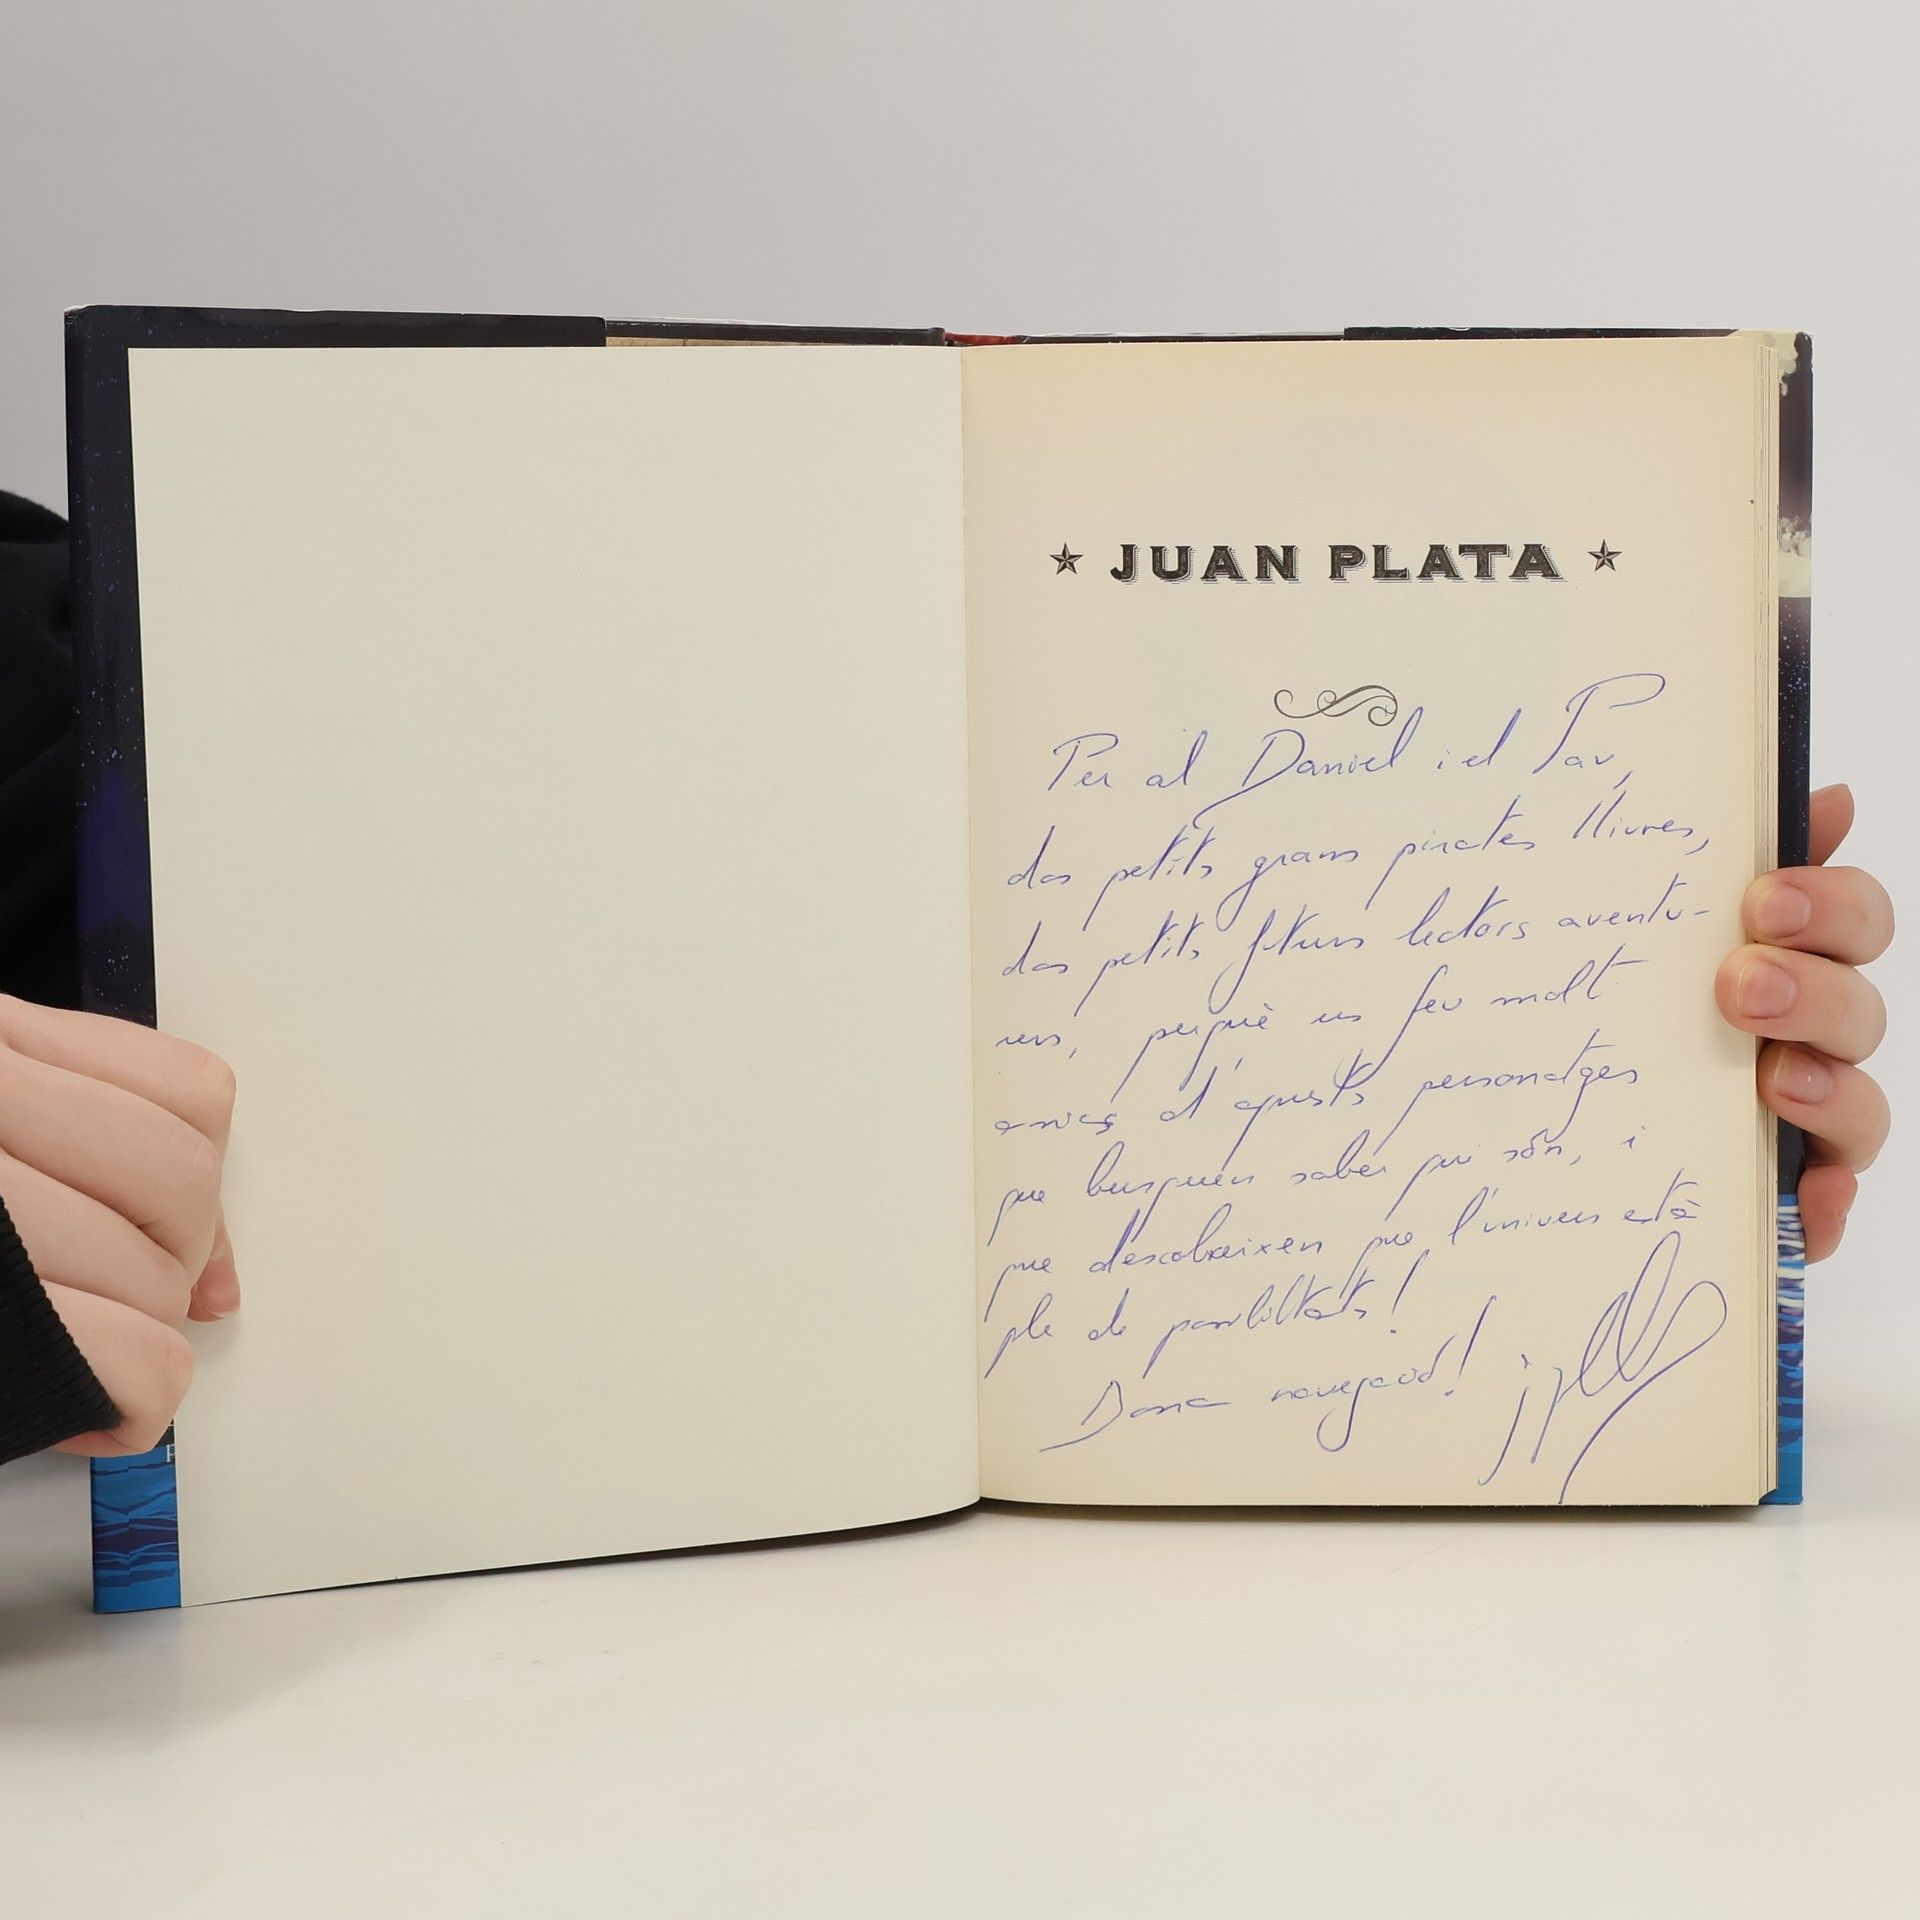 JUAN PLATA
Per al Daniel i el Pau,
dos petits grans pirates lliures,
dos petits futurs lectors aventu-
rers, perquè us feu molt
amics d'aquests personatges
que busquen saber qui són, i
que descobreixen que l'univers està
ple de possibilitats!
Bona navegació!